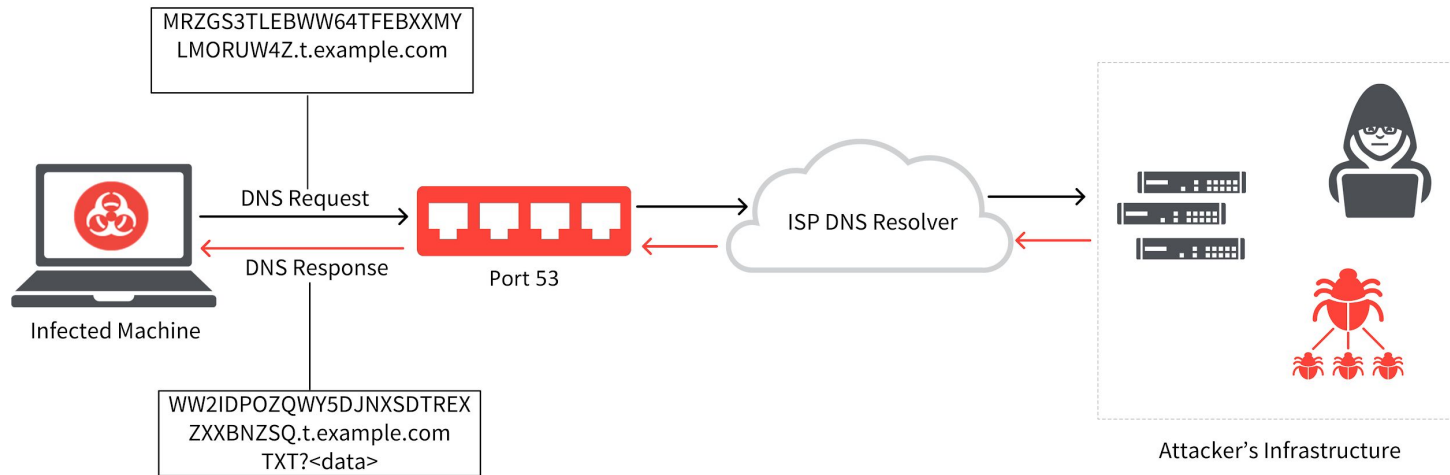 MRZGS3TLEBWW64TFEBXXMY
LMORUW4Z.t.example.com
DNS Request
DNS Response
Port 53
ISP DNS Resolver
Infected Machine
WW2IDPOZQWY5DJNXSDTREX
ZXXBNZSQ.t.example.com
TXT?<data>
Attacker’s Infrastructure